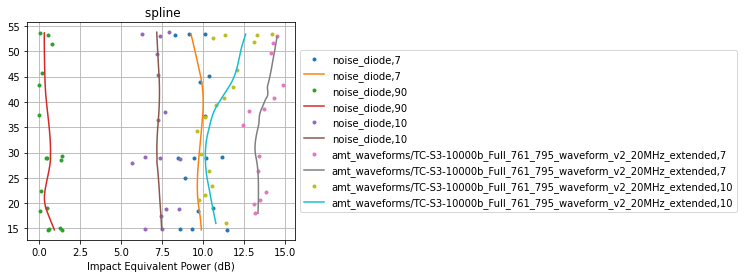 spline
55
50
45
40
35
30
25
20
15
0.0 2.5 5.0 7.5 10.0 12.5 15.0
Impact Equivalent Power (dB)
noise_diode,7
noise_diode,7
noise_diode,90
noise_diode,90
noise_diode,10
noise_diode,10
amt_waveforms/TC-S3-10000b_Full_761_795_waveform_v2_20MHz_extended,7
amt_waveforms/TC-S3-10000b_Full_761_795_waveform_v2_20MHz_extended,7
amt_waveforms/TC-S3-10000b_Full_761_795_waveform_v2_20MHz_extended,10
amt_waveforms/TC-S3-10000b_Full_761_795_waveform_v2_20MHz_extended,10